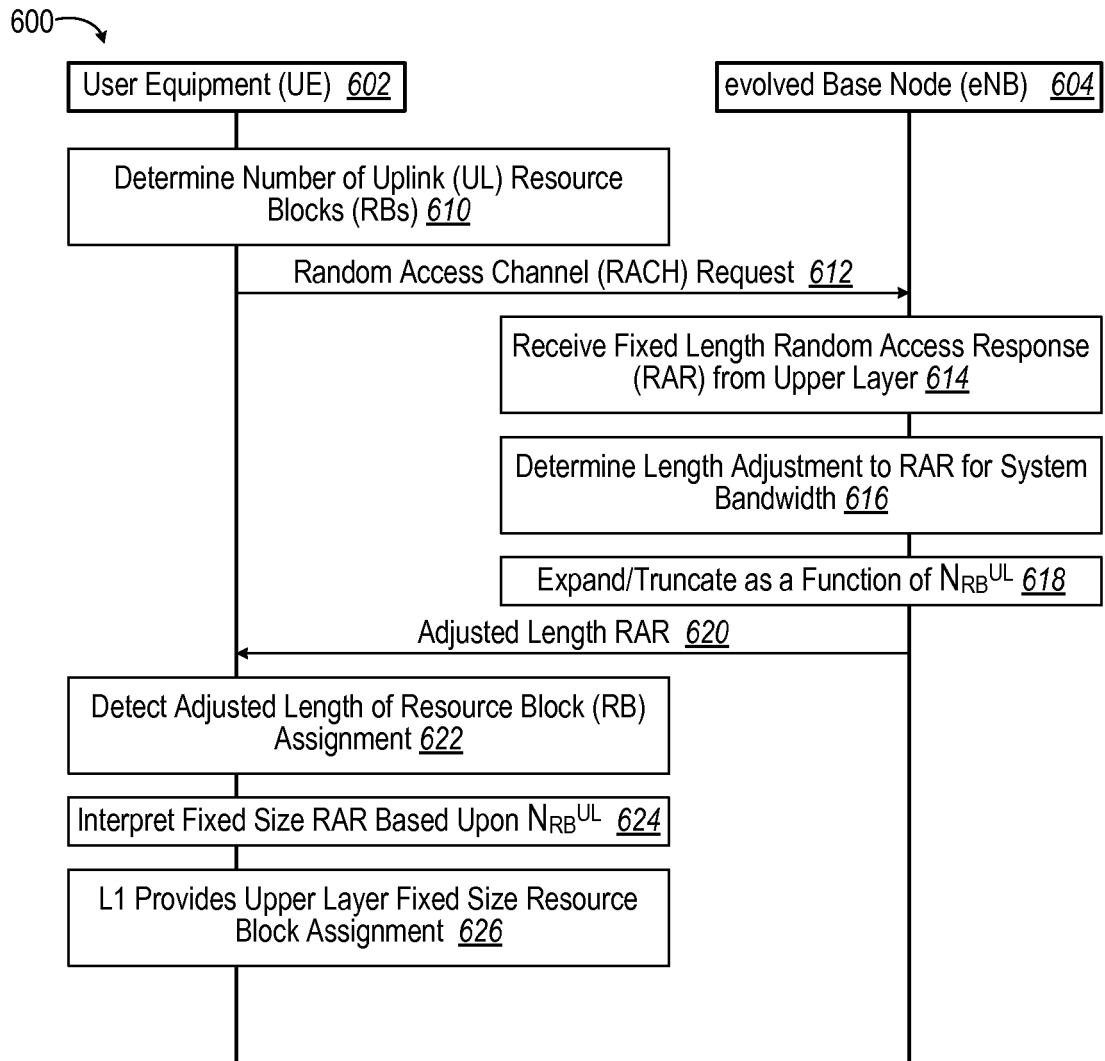 600
User Equipment (UE) 602
evolved Base Node (eNB) 604
Determine Number of Uplink (UL) Resource
Blocks (RBs) 610
Random Access Channel (RACH) Request 612
Receive Fixed Length Random Access Response
(RAR) from Upper Layer 614
Determine Length Adjustment to RAR for System
Bandwidth 616
Expand/Truncate as a Function of N_RB^UL 618
Adjusted Length RAR 620
Detect Adjusted Length of Resource Block (RB)
Assignment 622
Interpret Fixed Size RAR Based Upon N_RB^UL 624
L1 Provides Upper Layer Fixed Size Resource
Block Assignment 626